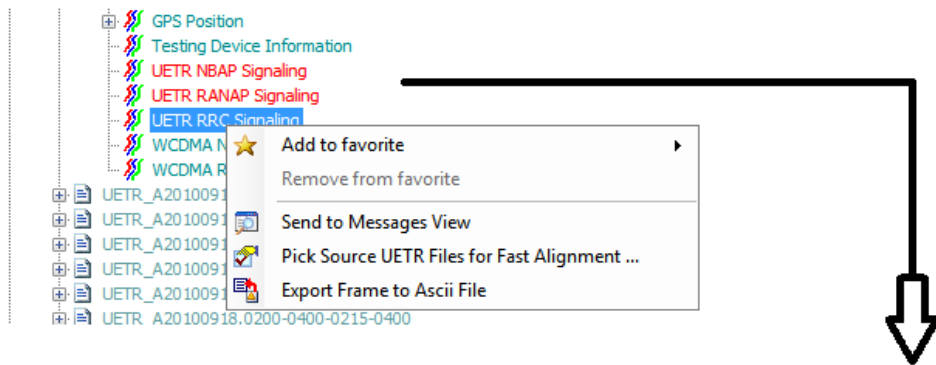 GPS Position
Testing Device Information
UETR NBAP Signaling
UETR RANAP Signaling
UETR RRC Signaling
WCDMA N
Add to favorite
WCDMA R
Remove from favorite
UETR_A2010091
UETR_A2010091
Send to Messages View
UETR_A2010091
Pick Source UETR Files for Fast Alignment ...
UETR_A2010091
UETR_A2010091
Export Frame to Ascii File
UETR_A20100918.0200-0400-0215-0400